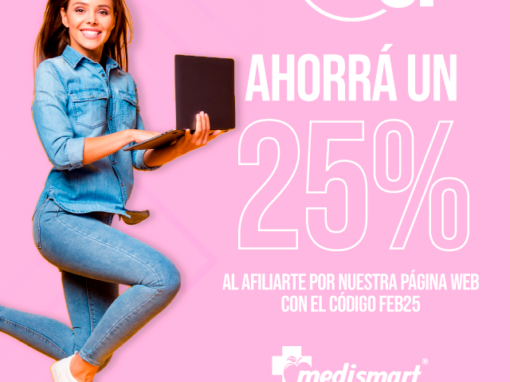 AHORRÁ UN
25%
AL AFILIARTE POR NUESTRA PÁGINA WEB
CON EL CÓDIGO FEB25
medismart®